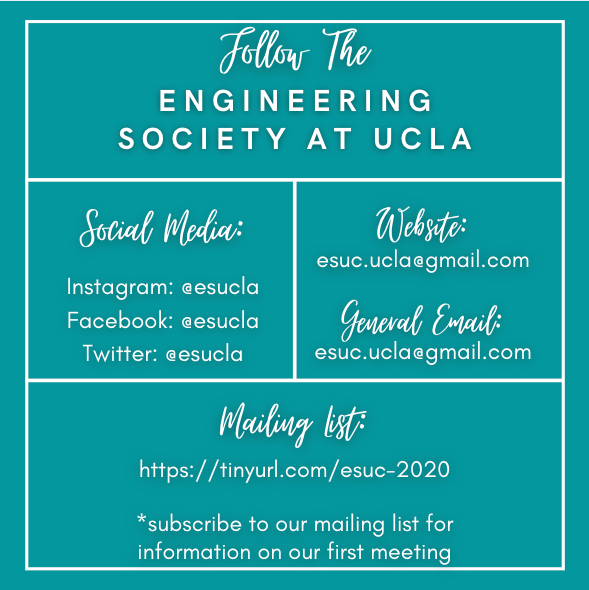 Follow The
ENGINEERING
SOCIETY AT UCLA
Social Media:
Instagram: @esucla
Facebook: @esucla
Twitter: @esucla
Website:
esuc.ucla@gmail.com
General Email:
esuc.ucla@gmail.com
Mailing list:
https://tinyurl.com/esuc-2020
*subscribe to our mailing list for
information on our first meeting